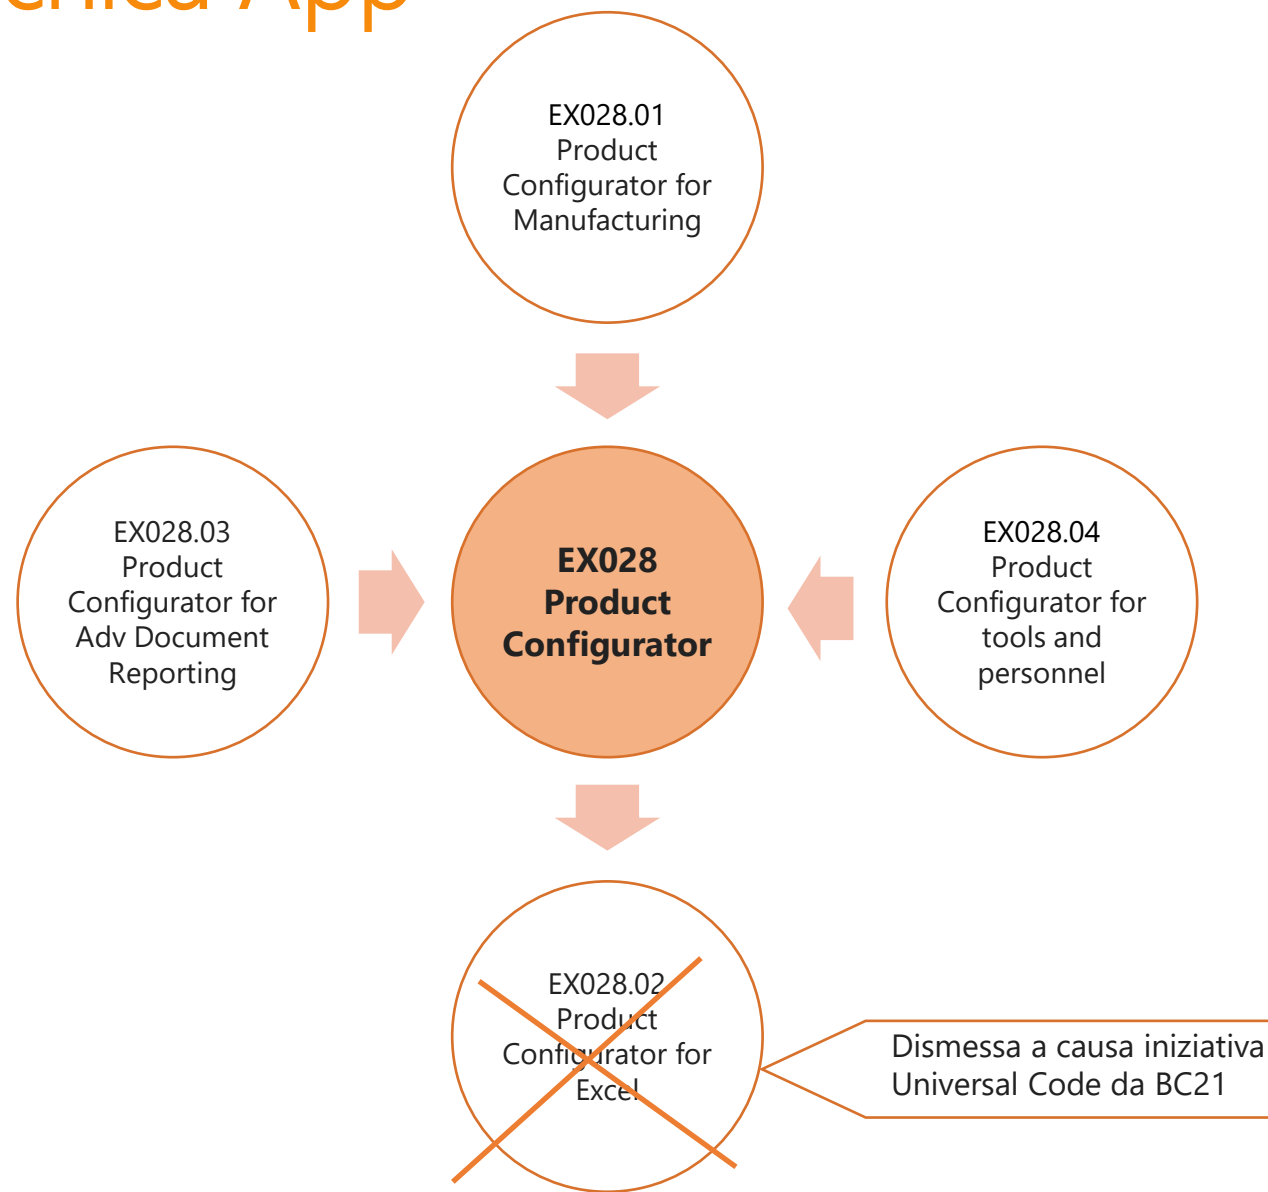 App
EX028.01
Product
Configurator for
Manufacturing
EX028.03
Product
Configurator for
Adv Document
Reporting
EX028
Product
Configurator
EX028.04
Product
Configurator for
tools and
personnel
EX028.02
Product
Configurator for
Excel
Dismessa a causa iniziativa
Universal Code da BC21